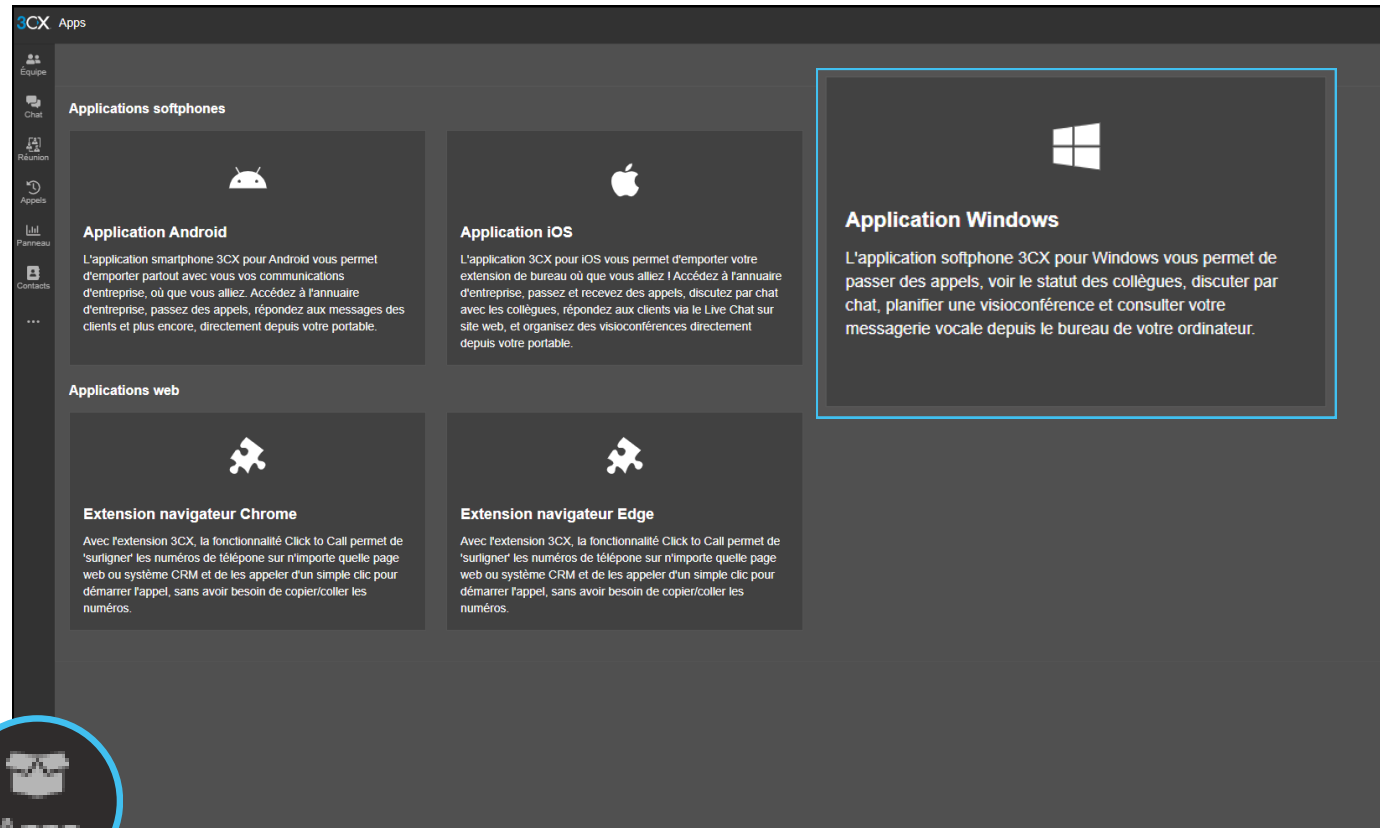 3CX Apps
Équipe
Chat
Réunion
Appels
Panneau
Contacts
Applications softphones
Application Android
L'application smartphone 3CX pour Android vous permet
d'emporter partout avec vous vos communications
d'entreprise, où que vous alliez. Accédez à l'annuaire
d'entreprise, passez des appels, répondez aux messages des
clients et plus encore, directement depuis votre portable.
Application iOS
L'application 3CX pour iOS vous permet d'emporter votre
extension de bureau où que vous alliez ! Accédez à l'annuaire
d'entreprise, passez et recevez des appels, discutez par chat
avec les collègues, répondez aux clients via le Live Chat sur
site web, et organisez des visioconférences directement
depuis votre portable.
Application Windows
L'application softphone 3CX pour Windows vous permet de
passer des appels, voir le statut des collègues, discuter par
chat, planifier une visioconférence et consulter votre
messagerie vocale depuis le bureau de votre ordinateur.
Applications web
Extension navigateur Chrome
Avec l'extension 3CX, la fonctionnalité Click to Call permet de
'surligner' les numéros de télépone sur n'importe quelle page
web ou système CRM et de les appeler d'un simple clic pour
démarrer l'appel, sans avoir besoin de copier/coller les
numéros.
Extension navigateur Edge
Avec l'extension 3CX, la fonctionnalité Click to Call permet de
'surligner' les numéros de télépone sur n'importe quelle page
web ou système CRM et de les appeler d'un simple clic pour
démarrer l'appel, sans avoir besoin de copier/coller les
numéros.